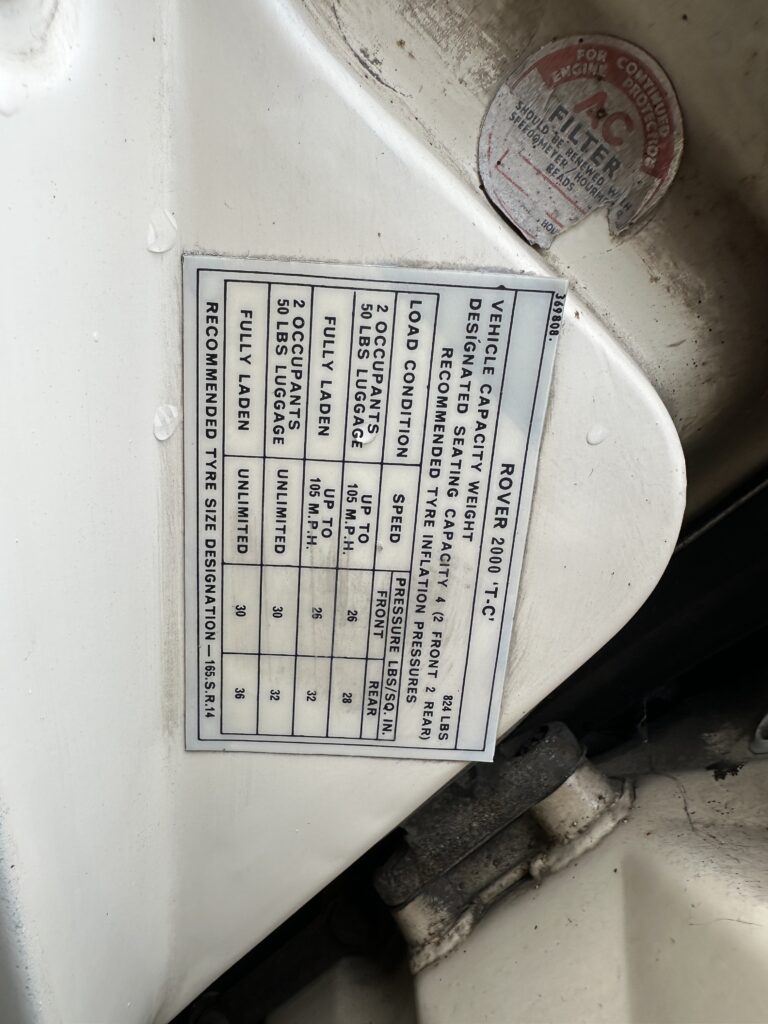 369808.
ROVER 2000 'T·C'
VEHICLE CAPACITY WEIGHT 824 LBS
DESIGNATED SEATING CAPACITY 4 (2 FRONT 2 REAR)
RECOMMENDED TYRE INFLATION PRESSURES
LOAD CONDITION SPEED PRESSURE LBS/SQ. IN.
FRONT REAR
2 OCCUPANTS 50 LBS LUGGAGE UP TO 105 M.P.H. 26 28
FULLY LADEN UP TO 105 M.P.H. 26 32
2 OCCUPANTS 50 LBS LUGGAGE UNLIMITED 30 32
FULLY LADEN UNLIMITED 30 36
RECOMMENDED TYRE SIZE DESIGNATION — 165.S.R.14
FOR CONTINUED
ENGINE PROTECTION
AC
FILTER
SHOULD BE RENEWED WHEN
SPEEDOMETER/
READS